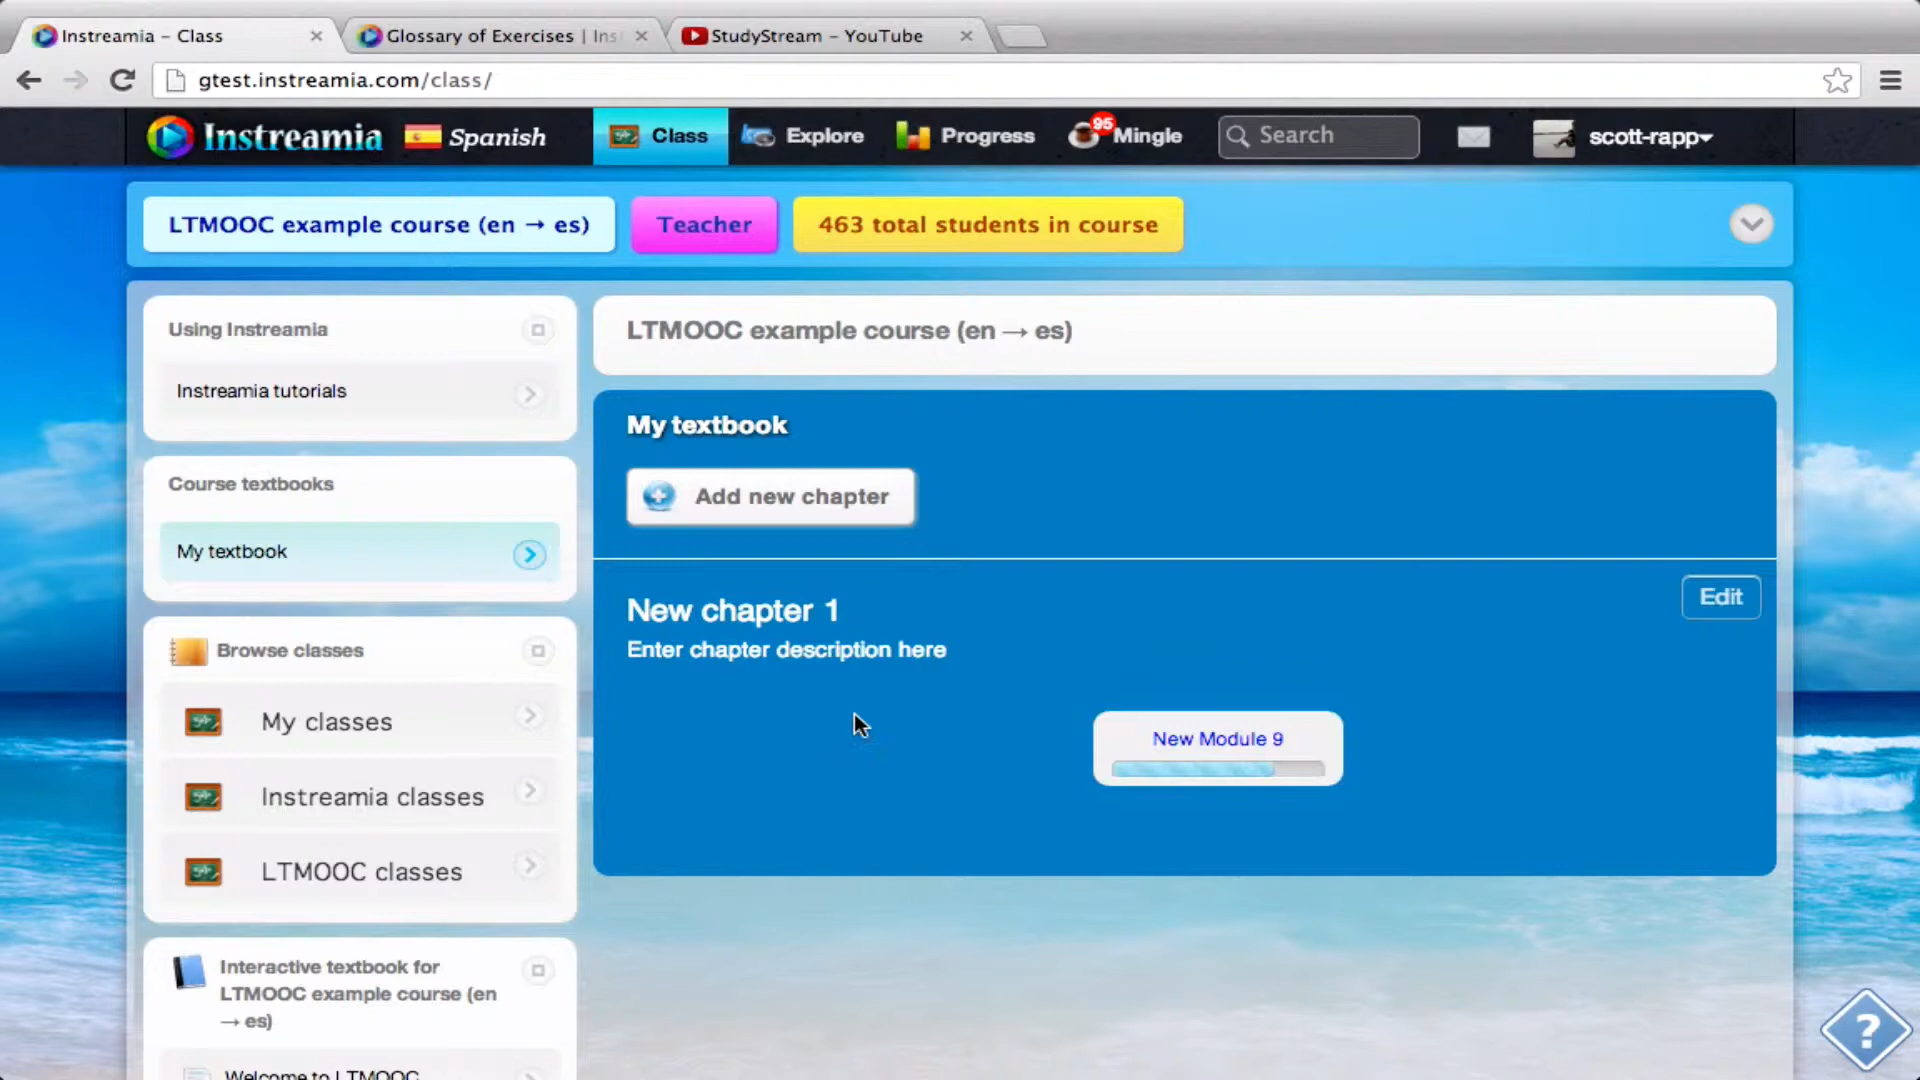 Instreamia – Class
Glossary of Exercises | Ins
StudyStream – YouTube
gtest.instreamia.com/class/
Instreamia
Spanish
Class
Explore
Progress
95
Mingle
Search
scott-rapp
LTMOOC example course (en → es)
Teacher
463 total students in course
Using Instreamia
Instreamia tutorials
Course textbooks
My textbook
Browse classes
My classes
Instreamia classes
LTMOOC classes
Interactive textbook for
LTMOOC example course (en
→ es)
Welcome to LTMOOC
LTMOOC example course (en → es)
My textbook
Add new chapter
New chapter 1
Edit
Enter chapter description here
New Module 9
?